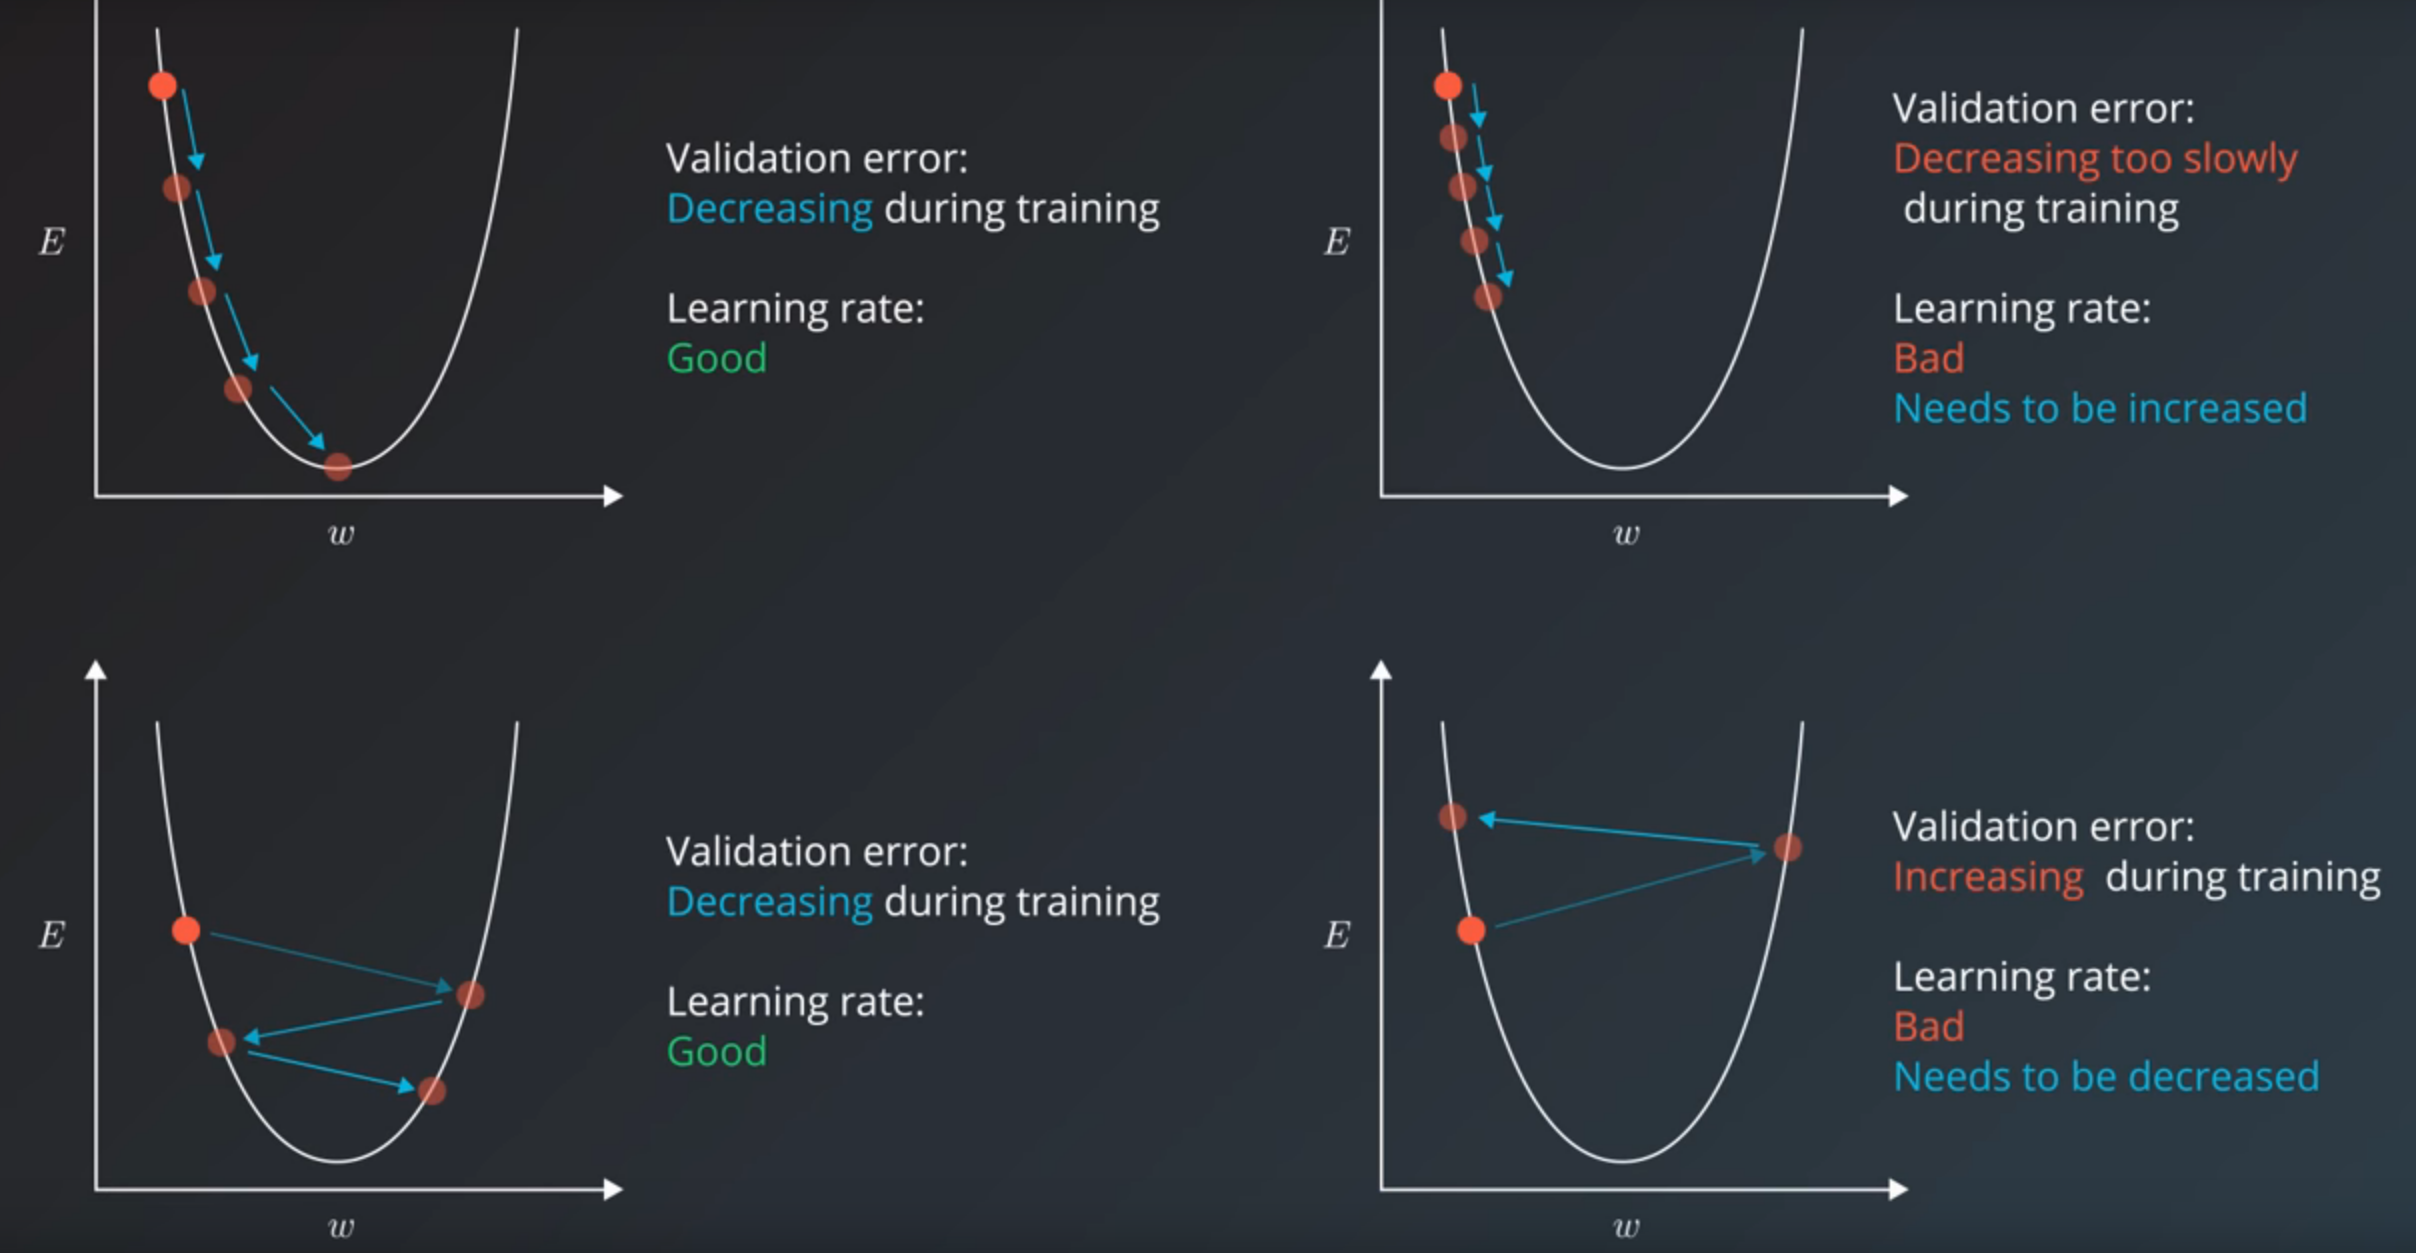 E
w
Validation error:
Decreasing during training
Learning rate:
Good
E
w
Validation error:
Decreasing too slowly
during training
Learning rate:
Bad
Needs to be increased
E
w
Validation error:
Decreasing during training
Learning rate:
Good
E
w
Validation error:
Increasing during training
Learning rate:
Bad
Needs to be decreased